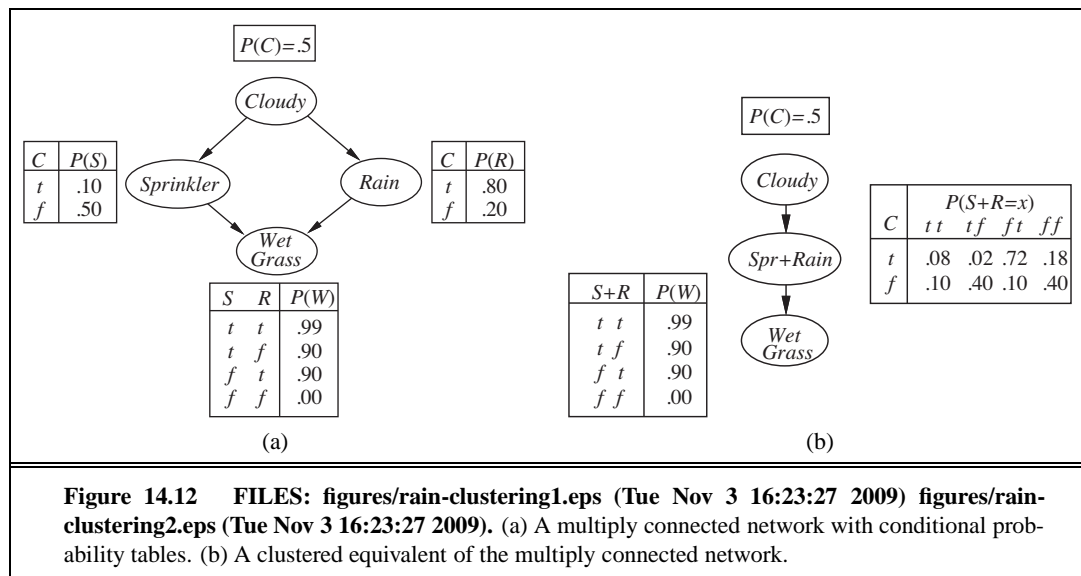 P(C)=.5
Cloudy
C P(S)
t .10
f .50
Sprinkler
Rain
C P(R)
t .80
f .20
Wet
Grass
S R P(W)
t t .99
t f .90
f t .90
f f .00
(a)
P(C)=.5
Cloudy
P(S+R=x)
C t t t f f t f f
t .08 .02 .72 .18
f .10 .40 .10 .40
Spr+Rain
S+R P(W)
t t .99
t f .90
f t .90
f f .00
Wet
Grass
(b)
Figure 14.12 FILES: figures/rain-clustering1.eps (Tue Nov 3 16:23:27 2009) figures/rain-
clustering2.eps (Tue Nov 3 16:23:27 2009). (a) A multiply connected network with conditional prob-
ability tables. (b) A clustered equivalent of the multiply connected network.